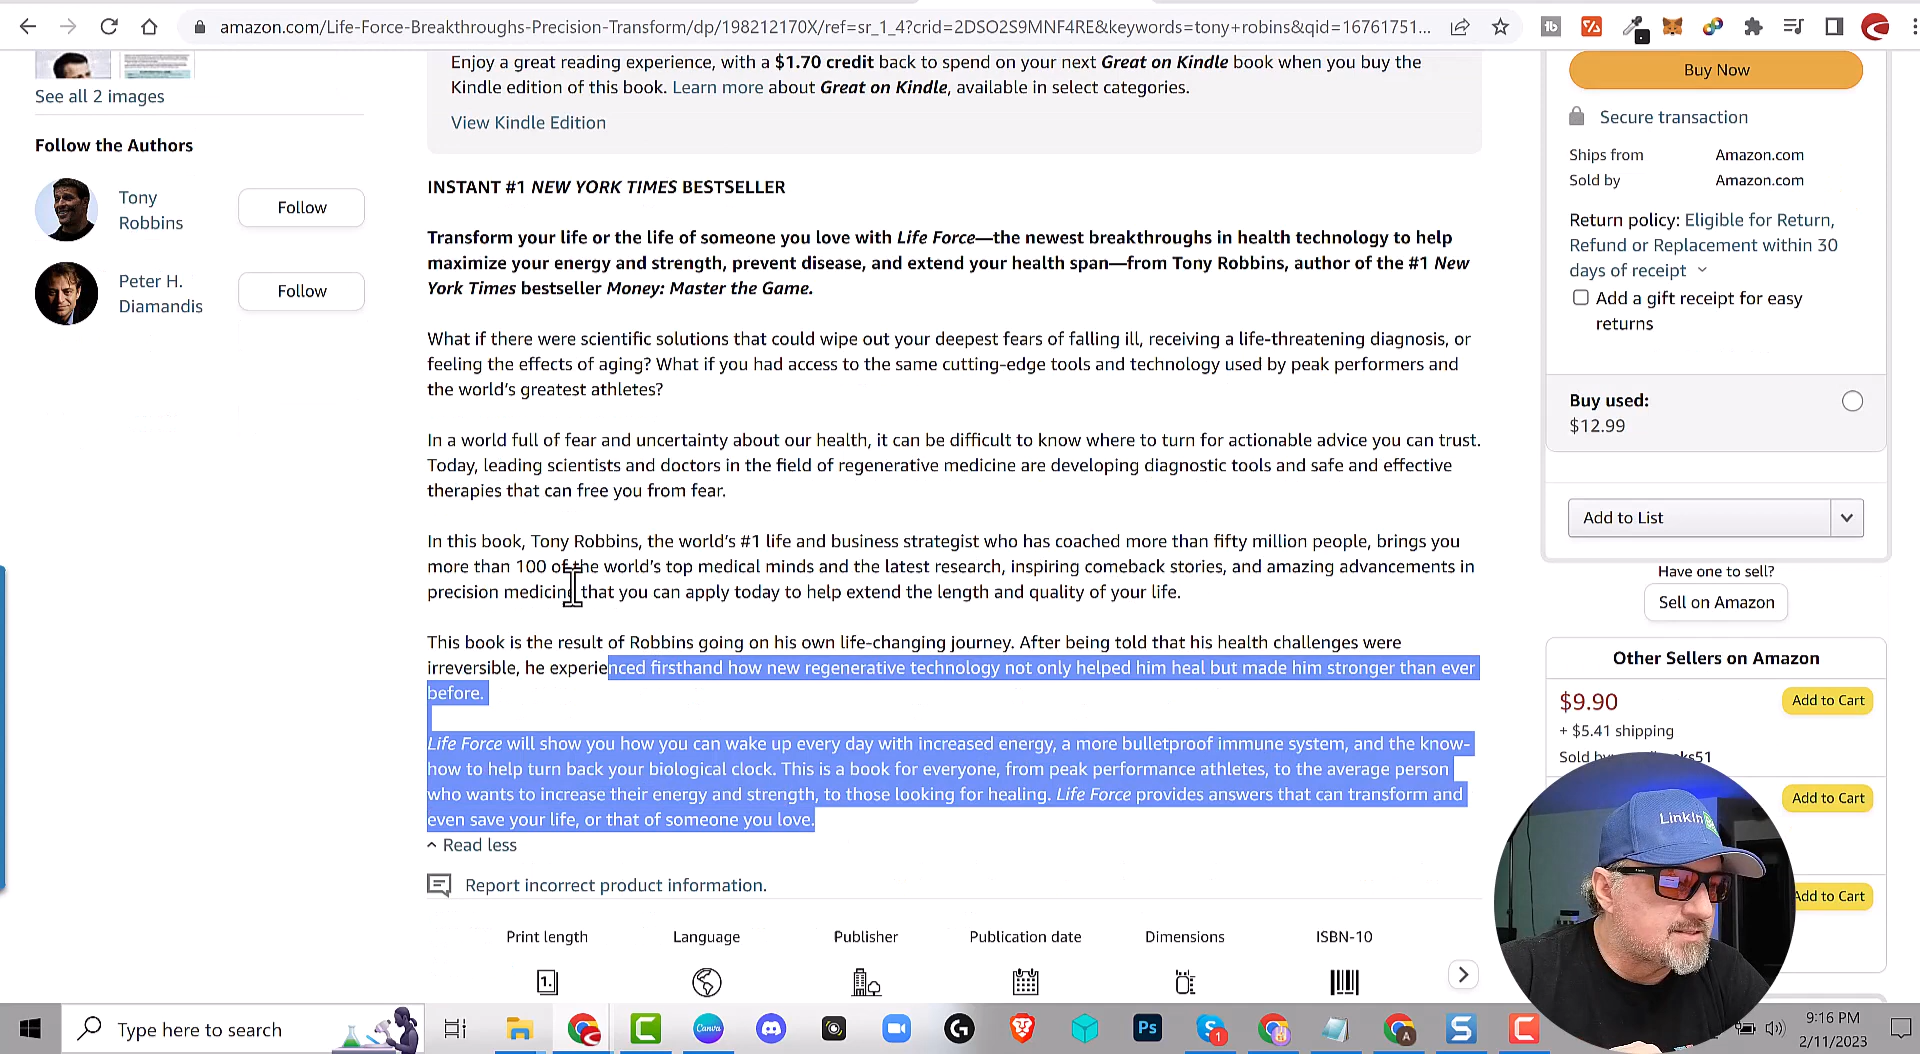 amazon.com/Life-Force-Breakthroughs-Precision-Transform/dp/198212170X/ref=sr_1_4?crid=2DSO2S9MNF4RE&keywords=tony+robins&qid=16761751...
See all 2 images
Follow the Authors
Tony
Robbins
Follow
Peter H.
Diamandis
Follow
Enjoy a great reading experience, with a $1.70 credit back to spend on your next Great on Kindle book when you buy the
Kindle edition of this book. Learn more about Great on Kindle, available in select categories.
View Kindle Edition
INSTANT #1 NEW YORK TIMES BESTSELLER
Transform your life or the life of someone you love with Life Force—the newest breakthroughs in health technology to help
maximize your energy and strength, prevent disease, and extend your health span—from Tony Robbins, author of the #1 New
York Times bestseller Money: Master the Game.
What if there were scientific solutions that could wipe out your deepest fears of falling ill, receiving a life-threatening diagnosis, or
feeling the effects of aging? What if you had access to the same cutting-edge tools and technology used by peak performers and
the world's greatest athletes?
In a world full of fear and uncertainty about our health, it can be difficult to know where to turn for actionable advice you can trust.
Today, leading scientists and doctors in the field of regenerative medicine are developing diagnostic tools and safe and effective
therapies that can free you from fear.
In this book, Tony Robbins, the world's #1 life and business strategist who has coached more than fifty million people, brings you
more than 100 of the world's top medical minds and the latest research, inspiring comeback stories, and amazing advancements in
precision medicine that you can apply today to help extend the length and quality of your life.
This book is the result of Robbins going on his own life-changing journey. After being told that his health challenges were
irreversible, he experienced firsthand how new regenerative technology not only helped him heal but made him stronger than ever
before.
Life Force will show you how you can wake up every day with increased energy, a more bulletproof immune system, and the know-
how to help turn back your biological clock. This is a book for everyone, from peak performance athletes, to the average person
who wants to increase their energy and strength, to those looking for healing. Life Force provides answers that can transform and
even save your life, or that of someone you love.
Read less
Report incorrect product information.
Print length
Language
Publisher
Publication date
Dimensions
ISBN-10
Buy Now
Secure transaction
Ships from Amazon.com
Sold by Amazon.com
Return policy: Eligible for Return,
Refund or Replacement within 30
days of receipt
Add a gift receipt for easy
returns
Buy used:
$12.99
Add to List
Have one to sell?
Sell on Amazon
Other Sellers on Amazon
$9.90
Add to Cart
+ $5.41 shipping
Add to Cart
Add to Cart
LinkIn
Type here to search
Canva
Ps
9:16 PM
2/11/2023